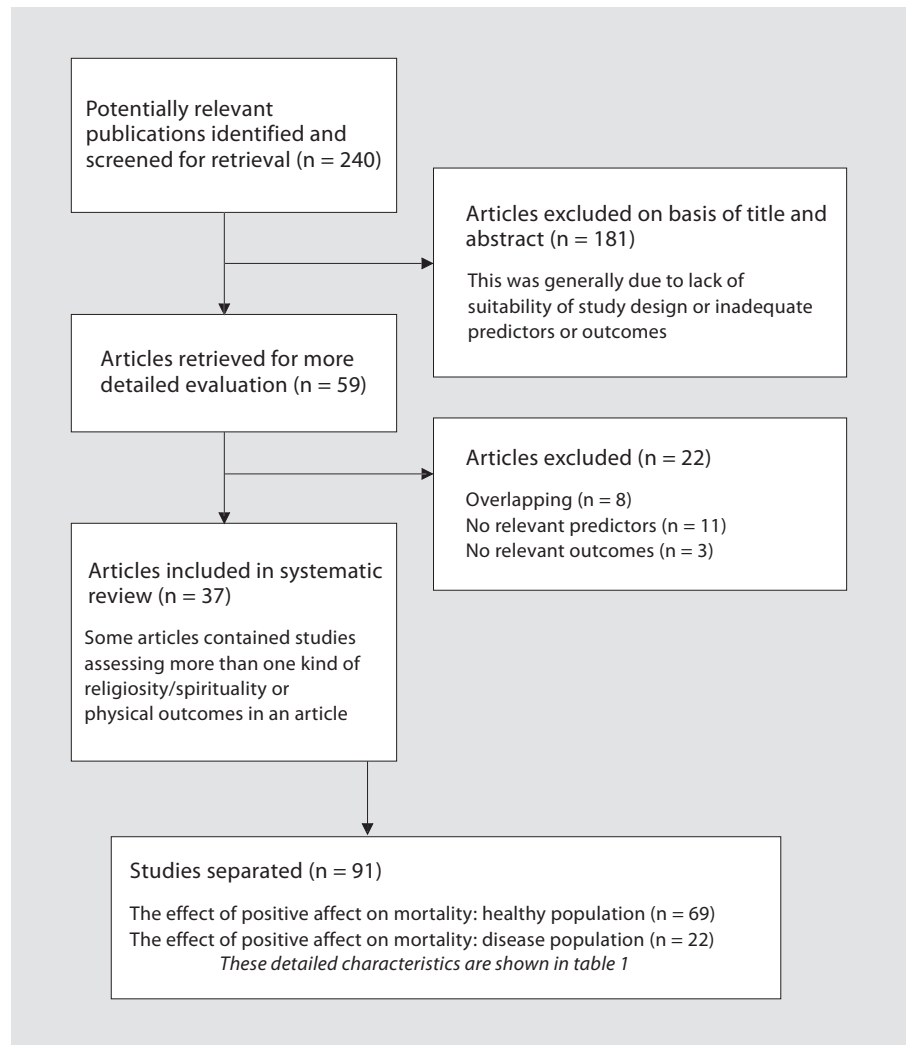 Potentially relevant
publications identified and
screened for retrieval (n = 240)
Articles excluded on basis of title and
abstract (n = 181)
This was generally due to lack of
suitability of study design or inadequate
predictors or outcomes
Articles retrieved for more
detailed evaluation (n = 59)
Articles excluded (n = 22)
Overlapping (n = 8)
No relevant predictors (n = 11)
No relevant outcomes (n = 3)
Articles included in systematic
review (n = 37)
Some articles contained studies
assessing more than one kind of
religiosity/spirituality or
physical outcomes in an article
Studies separated (n = 91)
The effect of positive affect on mortality: healthy population (n = 69)
The effect of positive affect on mortality: disease population (n = 22)
These detailed characteristics are shown in table 1